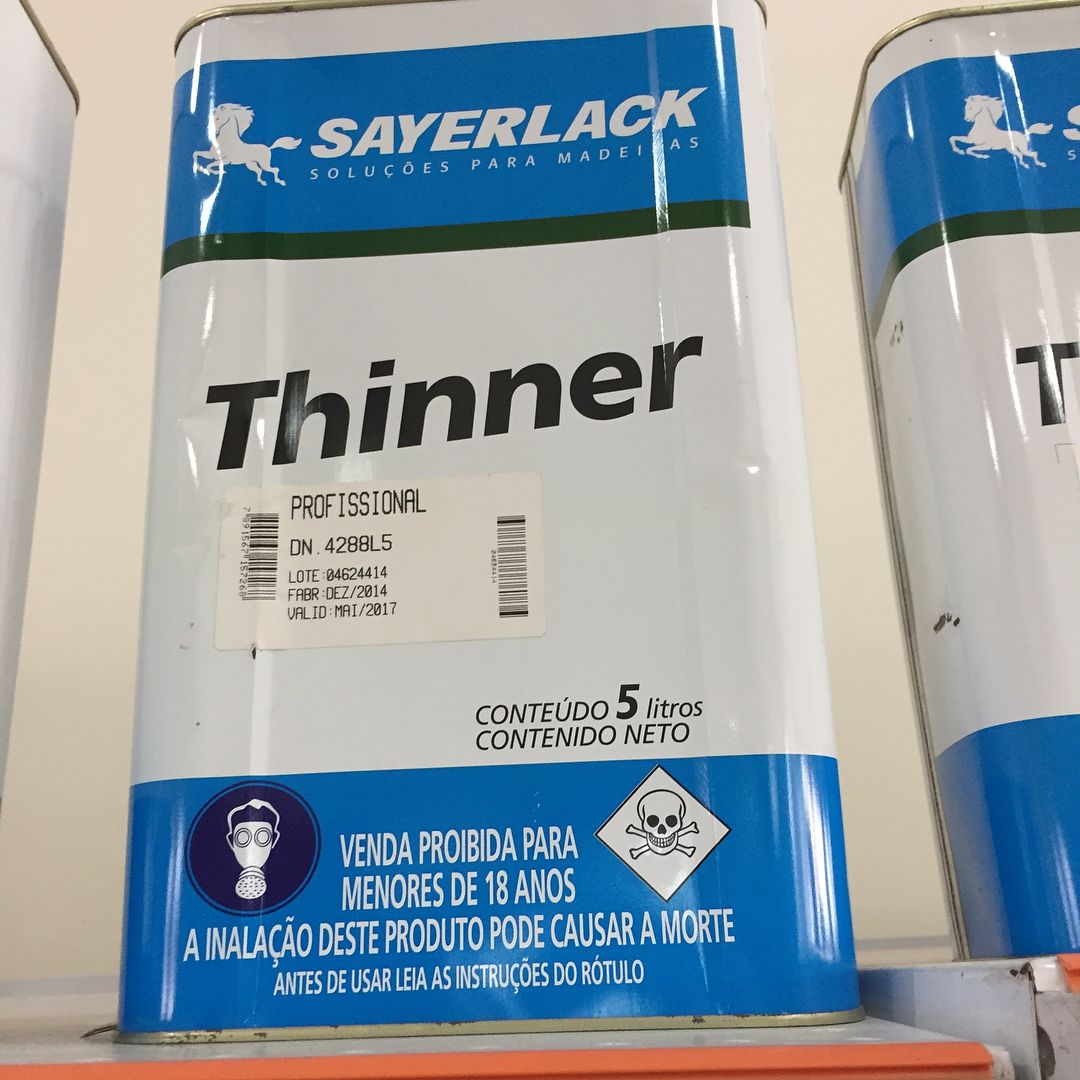 SAYERLACK
SOLUÇÕES PARA MADEIRAS
Thinner
PROFISSIONAL
DN.4288L5
LOTE:04624414
FABR:DEZ/2014
VALID:MAI/2017
7891567157268
04624414
CONTEÚDO 5 litros
CONTENIDO NETO
VENDA PROIBIDA PARA
MENORES DE 18 ANOS
A INALAÇÃO DESTE PRODUTO PODE CAUSAR A MORTE
ANTES DE USAR LEIA AS INSTRUÇÕES DO RÓTULO
S
T